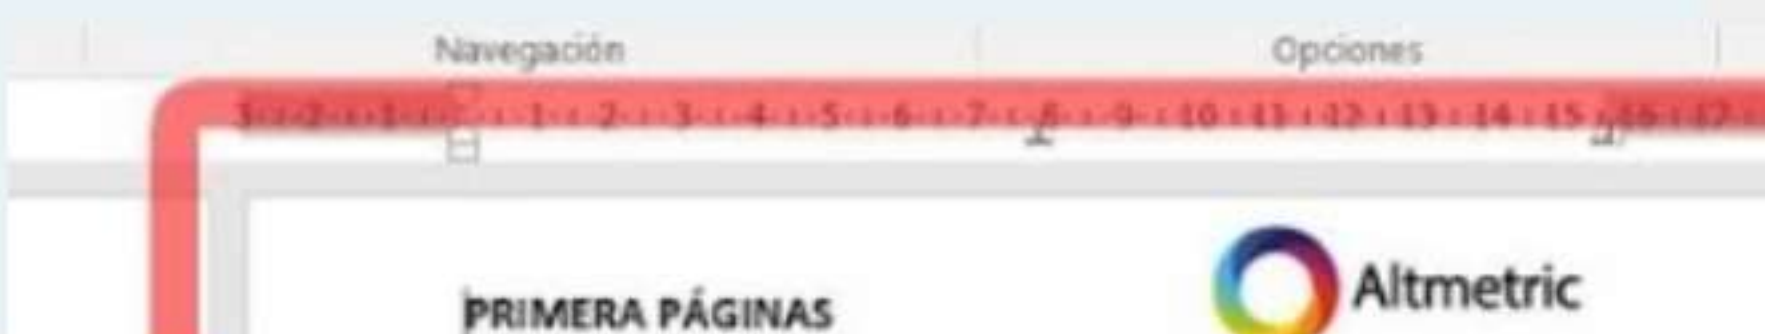 Navegación Opciones
3 2 1 1 2 3 4 5 6 7 8 9 10 11 12 13 14 15 16 17
Altmetric
PRIMERA PÁGINAS